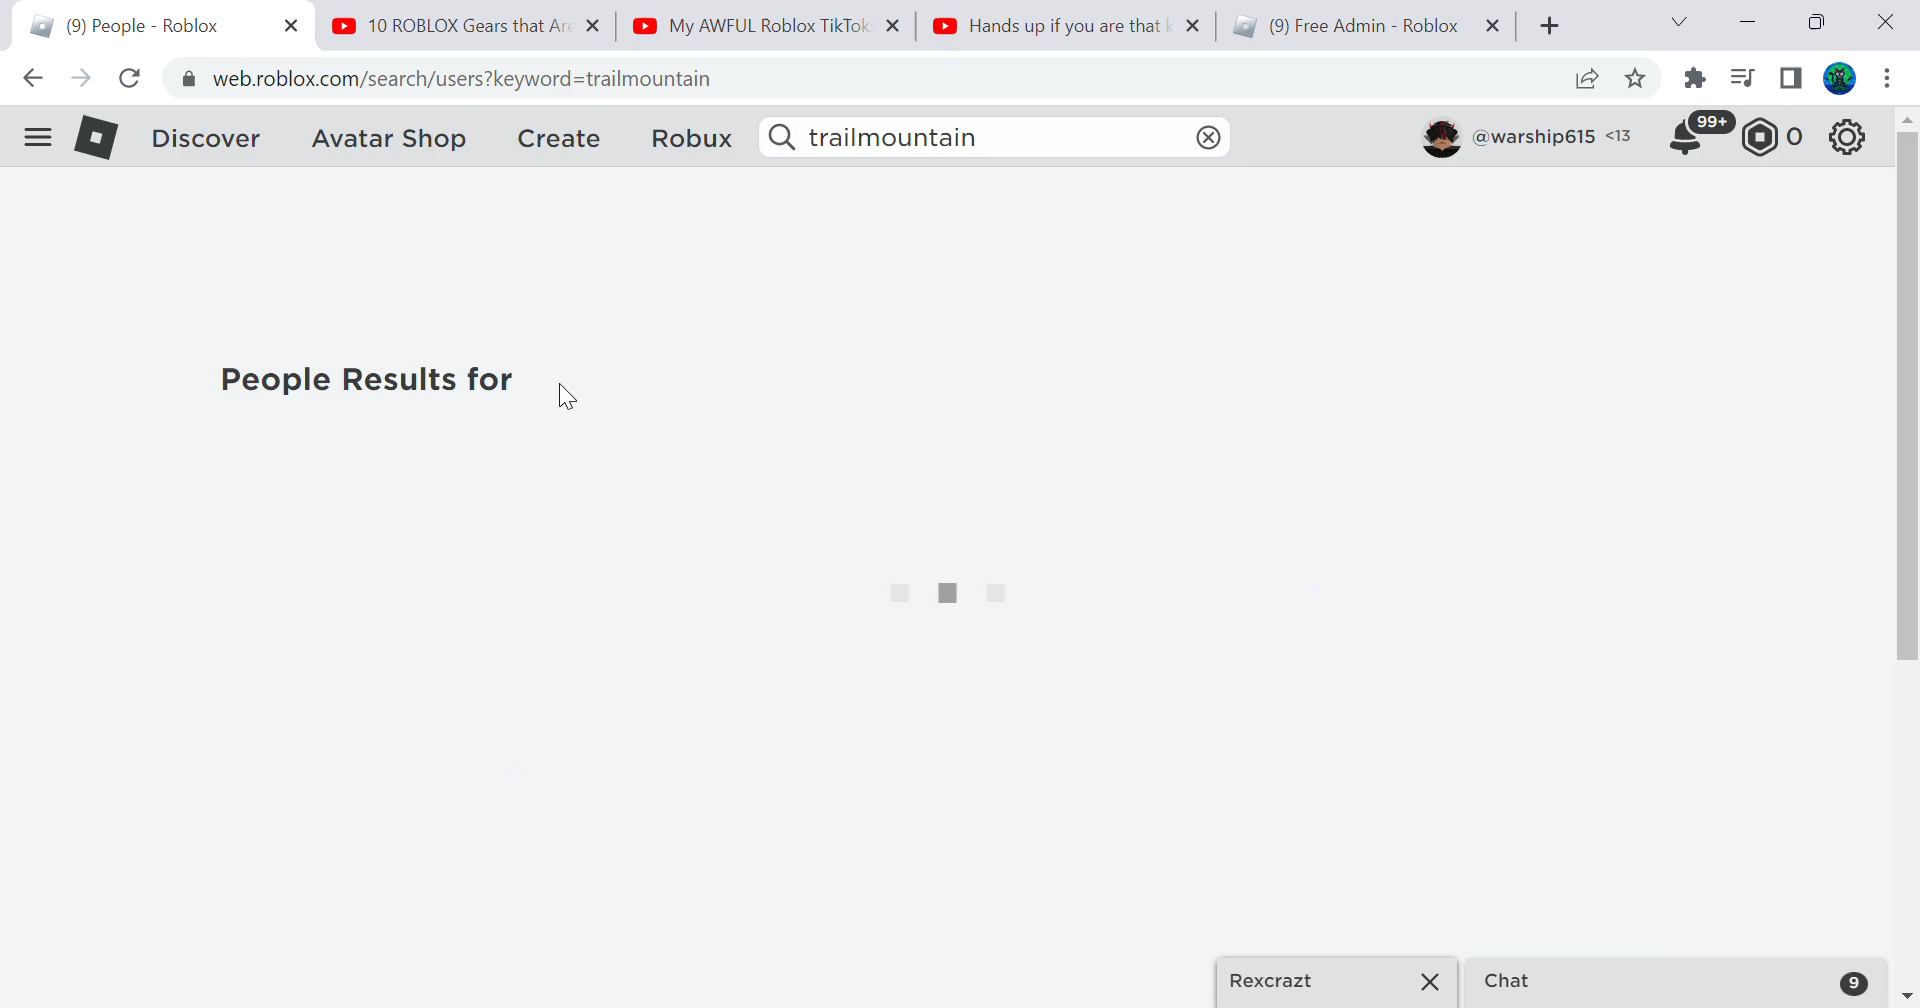 (9) People - Roblox
10 ROBLOX Gears that Are
My AWFUL Roblox TikTok
Hands up if you are that k
(9) Free Admin - Roblox
web.roblox.com/search/users?keyword=trailmountain
Discover
Avatar Shop
Create
Robux
trailmountain
@warship615 <13
99+
0
People Results for
Rexcrazt
Chat
9